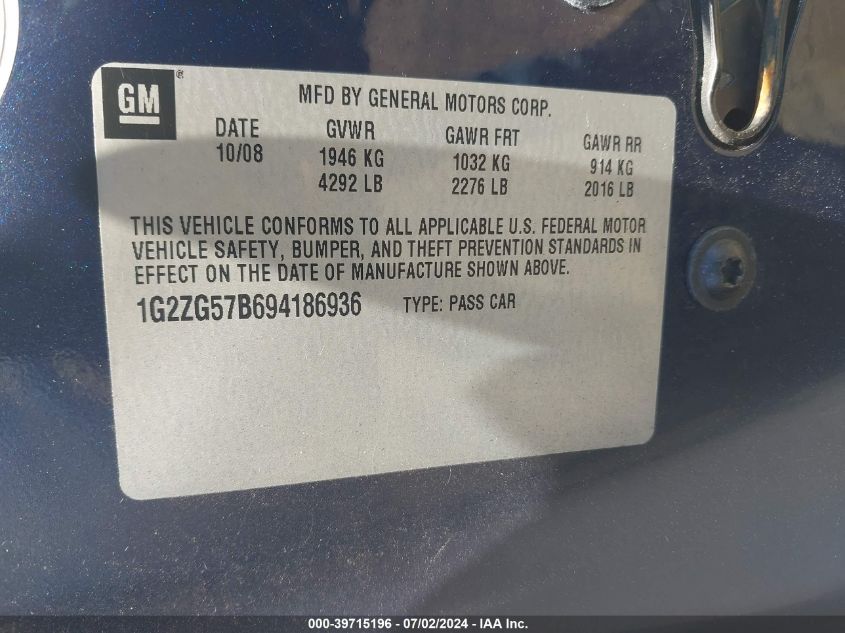 GM ®
MFD BY GENERAL MOTORS CORP.
DATE GVWR GAWR FRT GAWR RR
10/08 1946 KG 1032 KG 914 KG
4292 LB 2276 LB 2016 LB
THIS VEHICLE CONFORMS TO ALL APPLICABLE U.S. FEDERAL MOTOR
VEHICLE SAFETY, BUMPER, AND THEFT PREVENTION STANDARDS IN
EFFECT ON THE DATE OF MANUFACTURE SHOWN ABOVE.
1G2ZG57B694186936 TYPE: PASS CAR
000-39715196 - 07/02/2024 - IAA Inc.